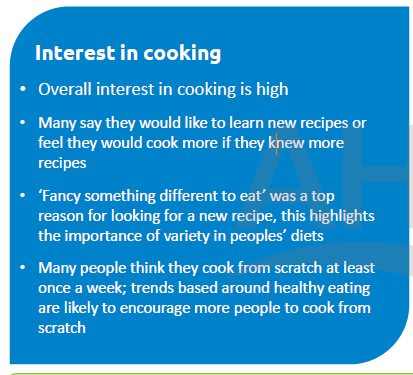 Interest in cooking
• Overall interest in cooking is high
• Many say they would like to learn new recipes or
feel they would cook more if they knew more
recipes
• ‘Fancy something different to eat’ was a top
reason for looking for a new recipe, this highlights
the importance of variety in peoples’ diets
• Many people think they cook from scratch at least
once a week; trends based around healthy eating
are likely to encourage more people to cook from
scratch